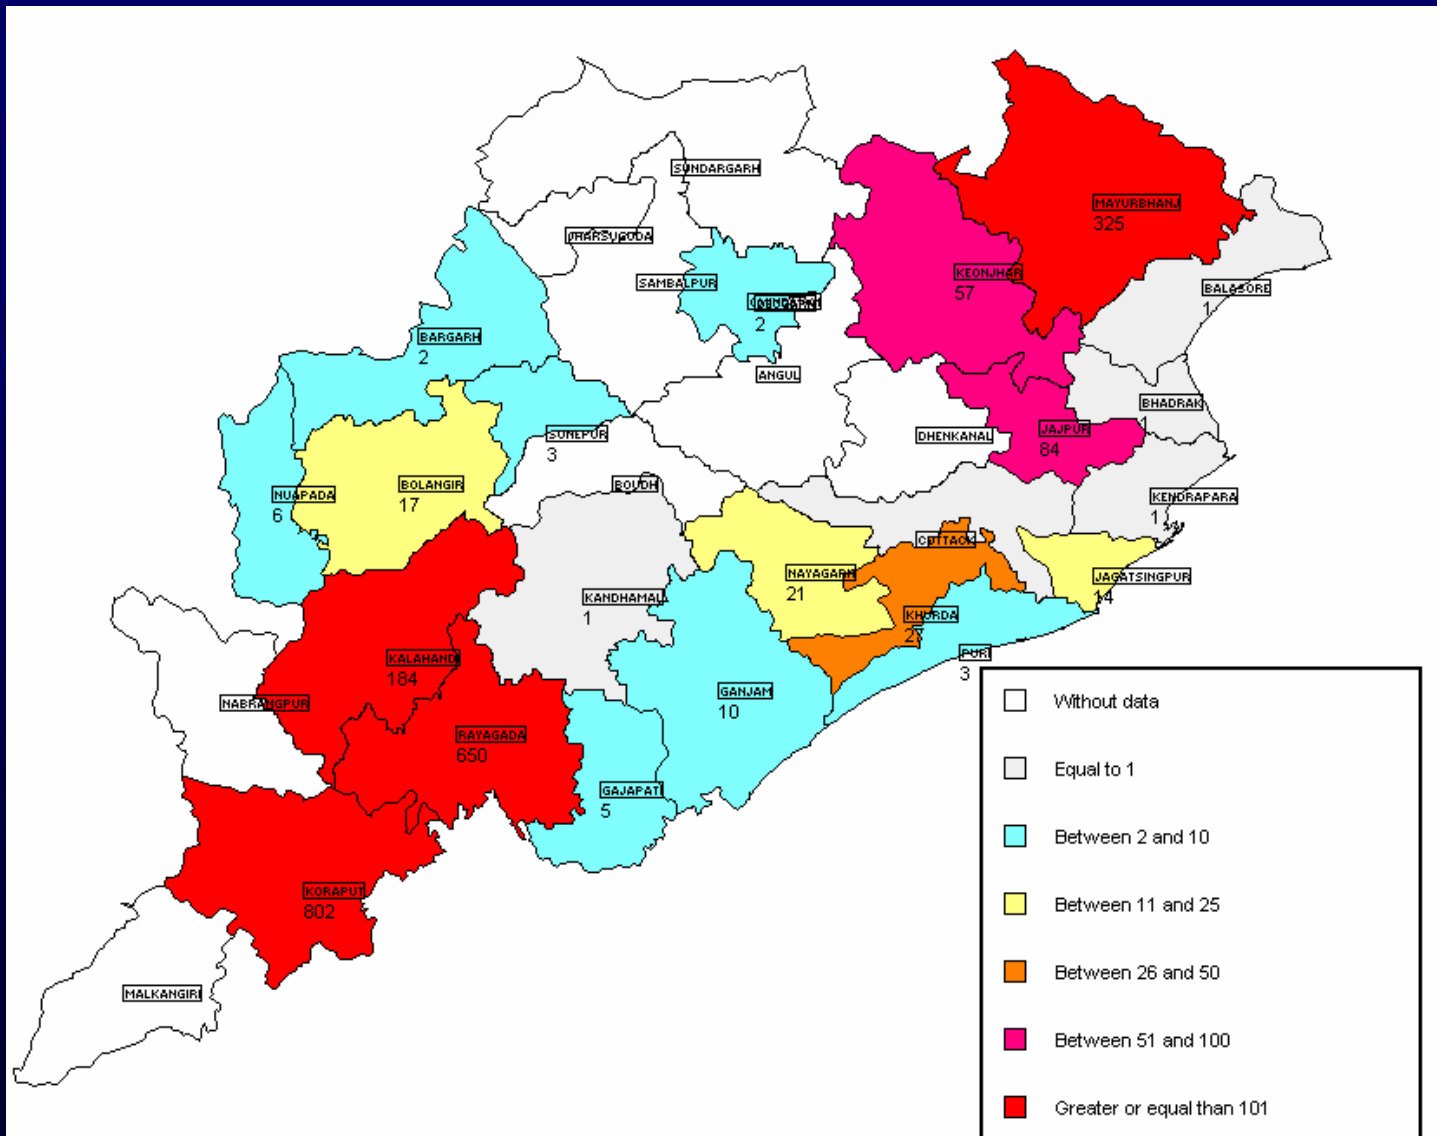 SUNDARGARH
MAYURBHANJ
325
JHARSUGUDA
KEONJHAR
57
SAMBALPUR
BALASORE
1
2
BARGARH
2
ANGUL
BHADRAK
1
SONEPUR
3
DHENKANAL
JAJPUR
84
BOLANGIR
17
BOUDH
NUAPADA
6
KENDRAPARA
1
CUTTACK
1
NAYAGARH
21
JAGATSINGPUR
14
KANDHAMAL
1
KHURDA
PURI
3
KALAHANDI
184
GANJAM
10
NABRANGPUR
RAYAGADA
650
GAJAPATI
5
KORAPUT
802
MALKANGIRI
Without data
Equal to 1
Between 2 and 10
Between 11 and 25
Between 26 and 50
Between 51 and 100
Greater or equal than 101